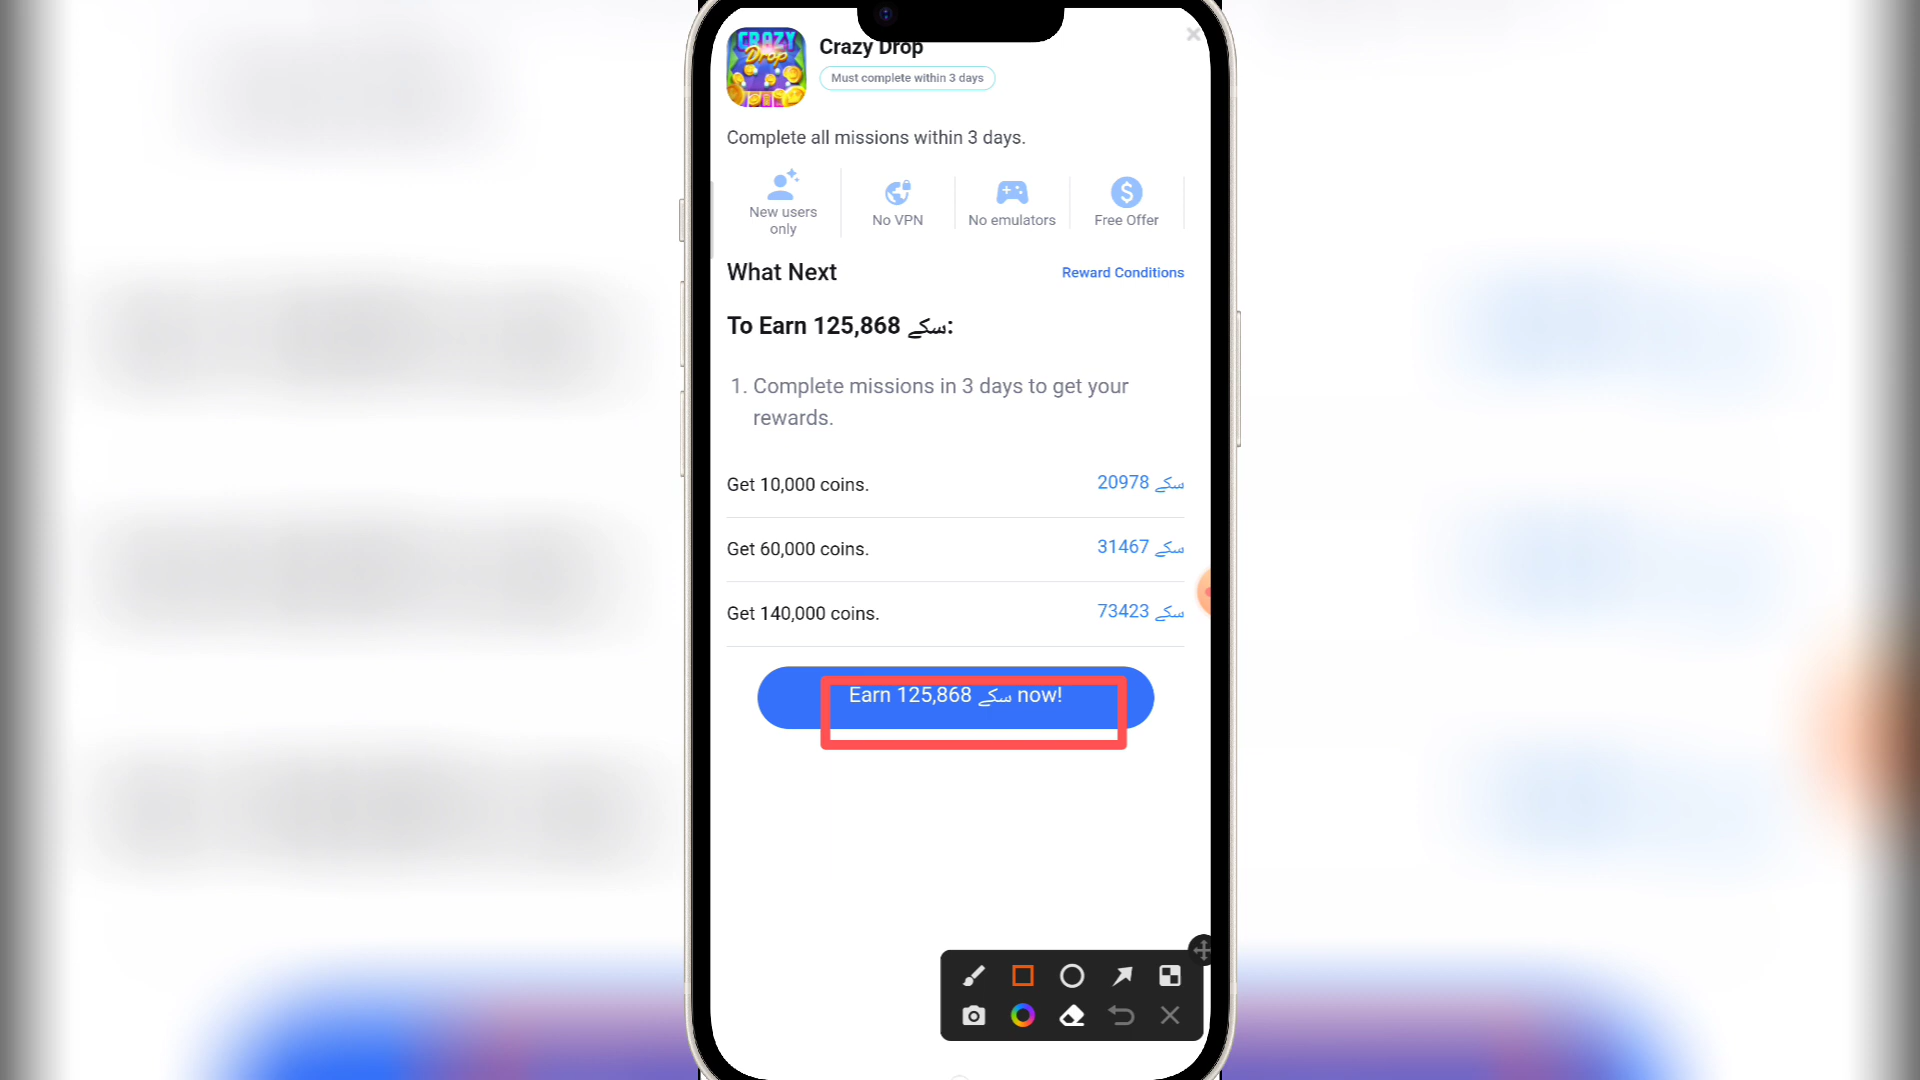 CRAZY
Drop
Crazy Drop
Must complete within 3 days
Complete all missions within 3 days.
New users
only
No VPN
No emulators
Free Offer
What Next
Reward Conditions
To Earn 125,868 سکے:
1. Complete missions in 3 days to get your
rewards.
Get 10,000 coins.
20978 سکے
Get 60,000 coins.
31467 سکے
Get 140,000 coins.
73423 سکے
Earn 125,868 سکے now!